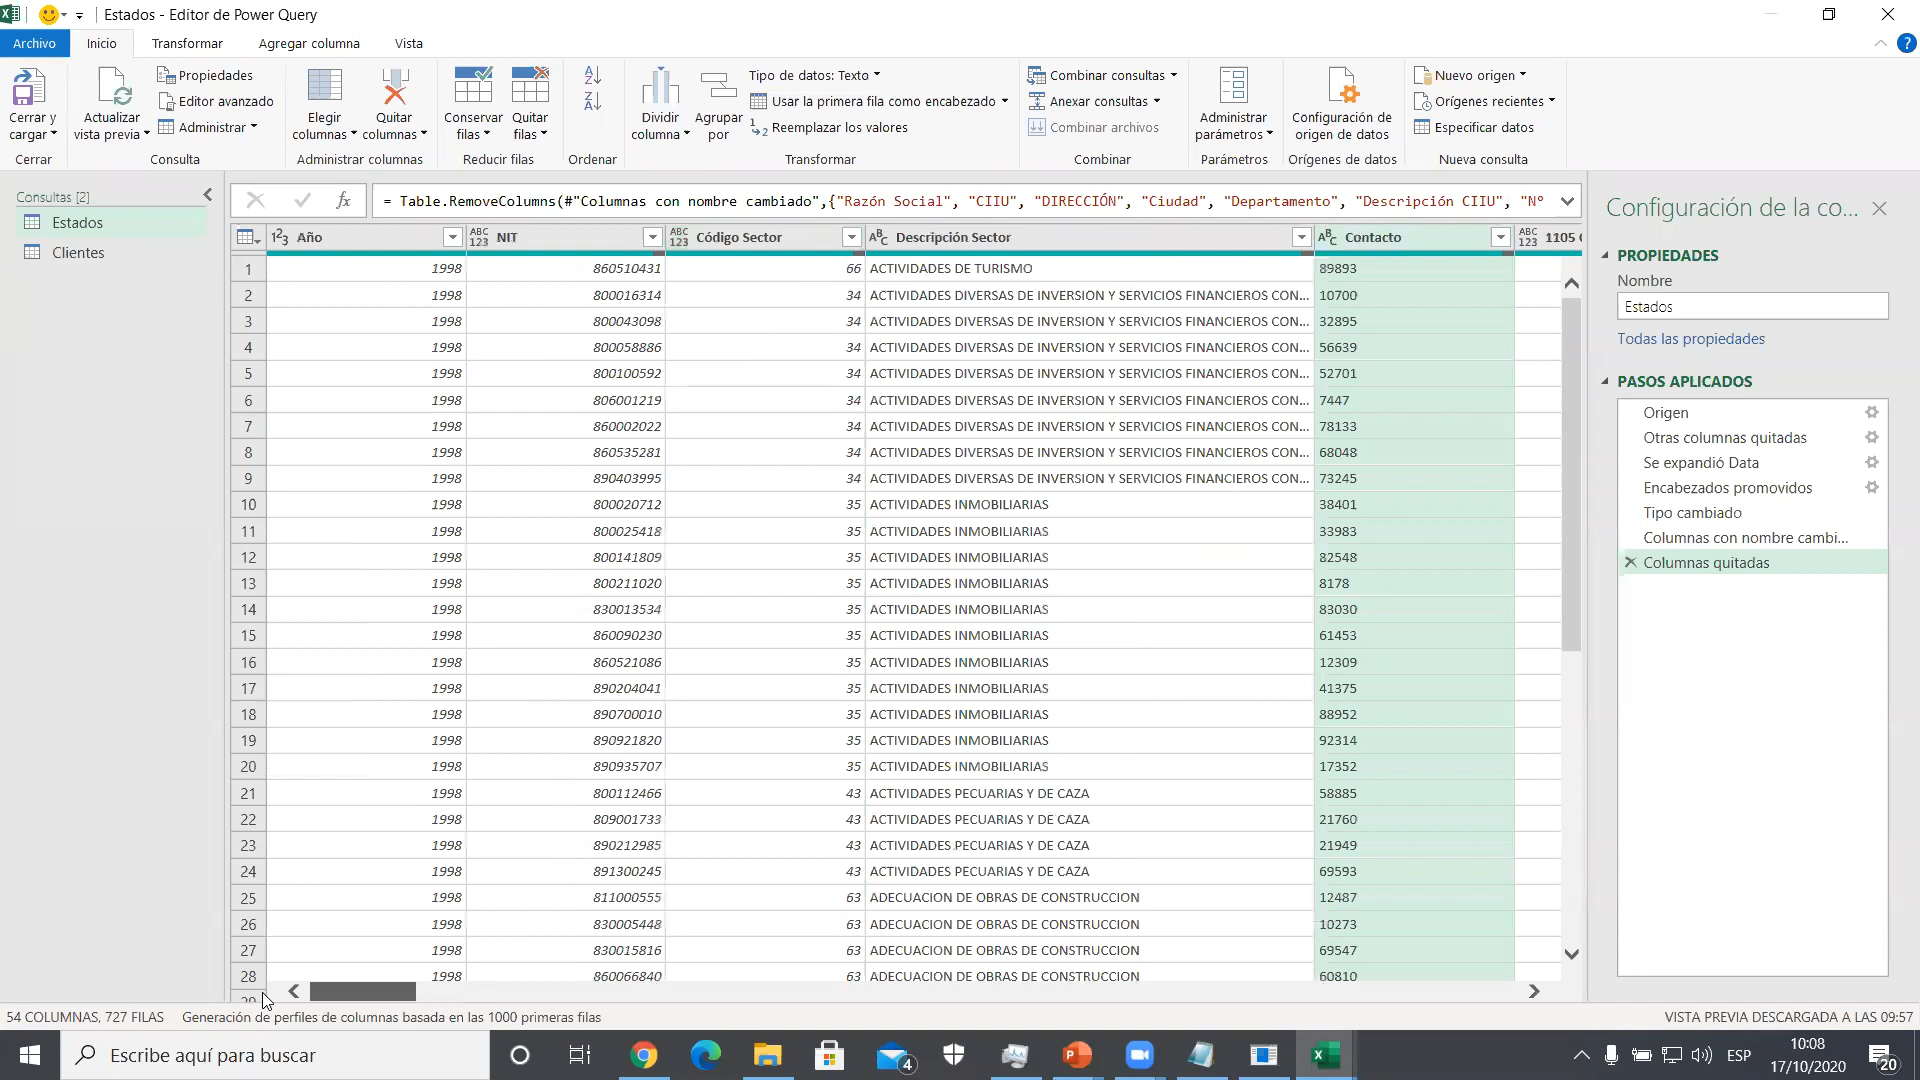 Estados - Editor de Power Query
Archivo Inicio Transformar Agregar columna Vista
Cerrar y cargar
Actualizar vista previa
Propiedades
Editor avanzado
Administrar
Elegir columnas
Quitar columnas
Conservar filas
Quitar filas
Dividir columna
Agrupar por
Tipo de datos: Texto
Usar la primera fila como encabezado
Reemplazar los valores
Combinar consultas
Anexar consultas
Combinar archivos
Administrar parámetros
Configuración de origen de datos
Nuevo origen
Orígenes recientes
Especificar datos
Cerrar Consulta Administrar columnas Reducir filas Ordenar Transformar Combinar Parámetros Orígenes de datos Nueva consulta
Consultas [2]
Estados
Clientes
= Table.RemoveColumns(#"Columnas con nombre cambiado",{"Razón Social", "CIIU", "DIRECCIÓN", "Ciudad", "Departamento", "Descripción CIIU", "Nº
Año NIT Código Sector Descripción Sector Contacto 1105
1 1998 860510431 66 ACTIVIDADES DE TURISMO 89893
2 1998 800016314 34 ACTIVIDADES DIVERSAS DE INVERSION Y SERVICIOS FINANCIEROS CON... 10700
3 1998 800043098 34 ACTIVIDADES DIVERSAS DE INVERSION Y SERVICIOS FINANCIEROS CON... 32895
4 1998 800058886 34 ACTIVIDADES DIVERSAS DE INVERSION Y SERVICIOS FINANCIEROS CON... 56639
5 1998 800100592 34 ACTIVIDADES DIVERSAS DE INVERSION Y SERVICIOS FINANCIEROS CON... 52701
6 1998 806001219 34 ACTIVIDADES DIVERSAS DE INVERSION Y SERVICIOS FINANCIEROS CON... 7447
7 1998 860002022 34 ACTIVIDADES DIVERSAS DE INVERSION Y SERVICIOS FINANCIEROS CON... 78133
8 1998 860535281 34 ACTIVIDADES DIVERSAS DE INVERSION Y SERVICIOS FINANCIEROS CON... 68048
9 1998 890403995 34 ACTIVIDADES DIVERSAS DE INVERSION Y SERVICIOS FINANCIEROS CON... 73245
10 1998 800020712 35 ACTIVIDADES INMOBILIARIAS 38401
11 1998 800025418 35 ACTIVIDADES INMOBILIARIAS 33983
12 1998 800141809 35 ACTIVIDADES INMOBILIARIAS 82548
13 1998 800211020 35 ACTIVIDADES INMOBILIARIAS 8178
14 1998 830013534 35 ACTIVIDADES INMOBILIARIAS 83030
15 1998 860090230 35 ACTIVIDADES INMOBILIARIAS 61453
16 1998 860521086 35 ACTIVIDADES INMOBILIARIAS 12309
17 1998 890204041 35 ACTIVIDADES INMOBILIARIAS 41375
18 1998 890700010 35 ACTIVIDADES INMOBILIARIAS 88952
19 1998 890921820 35 ACTIVIDADES INMOBILIARIAS 92314
20 1998 890935707 35 ACTIVIDADES INMOBILIARIAS 17352
21 1998 800112466 43 ACTIVIDADES PECUARIAS Y DE CAZA 58885
22 1998 809001733 43 ACTIVIDADES PECUARIAS Y DE CAZA 21760
23 1998 890212985 43 ACTIVIDADES PECUARIAS Y DE CAZA 21949
24 1998 891300245 43 ACTIVIDADES PECUARIAS Y DE CAZA 69593
25 1998 811000555 63 ADECUACION DE OBRAS DE CONSTRUCCION 12487
26 1998 830005448 63 ADECUACION DE OBRAS DE CONSTRUCCION 10273
27 1998 830015816 63 ADECUACION DE OBRAS DE CONSTRUCCION 69547
28 1998 860066840 63 ADECUACION DE OBRAS DE CONSTRUCCION 60810
Configuración de la co...
PROPIEDADES
Nombre
Estados
Todas las propiedades
PASOS APLICADOS
Origen
Otras columnas quitadas
Se expandió Data
Encabezados promovidos
Tipo cambiado
Columnas con nombre cambi...
Columnas quitadas
54 COLUMNAS, 727 FILAS Generación de perfiles de columnas basada en las 1000 primeras filas VISTA PREVIA DESCARGADA A LAS 09:57
Escribe aquí para buscar
4
ESP
10:08
17/10/2020
20